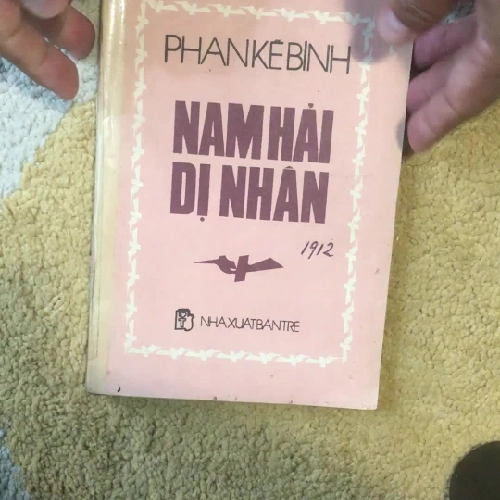 PHAN KẾ BÍNH
NAM HẢI
DỊ NHÂN
1912
NHÀ XUẤT BẢN TRẺ